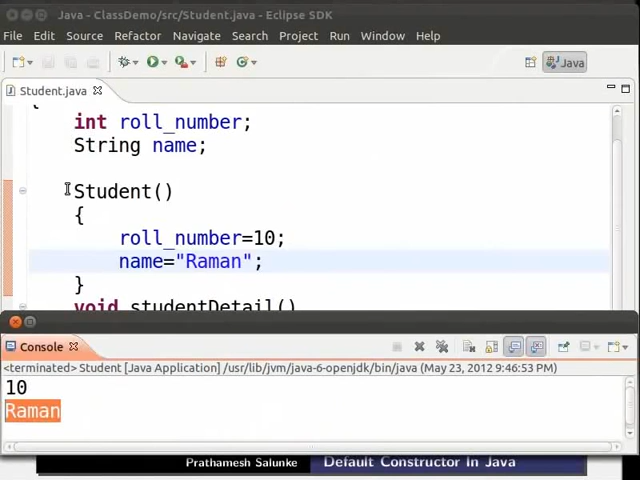 Java - ClassDemo/src/Student.java - Eclipse SDK
File Edit Source Refactor Navigate Search Project Run Window Help
Java
Student.java
{
int roll_number;
String name;
Student()
{
roll_number=10;
name="Raman";
}
void studentDetail()
Console
<terminated> Student [Java Application] /usr/lib/jvm/java-6-openjdk/bin/java (May 23, 2012 9:46:53 PM)
10
Raman
Prathamesh Salunke Default Constructor In Java